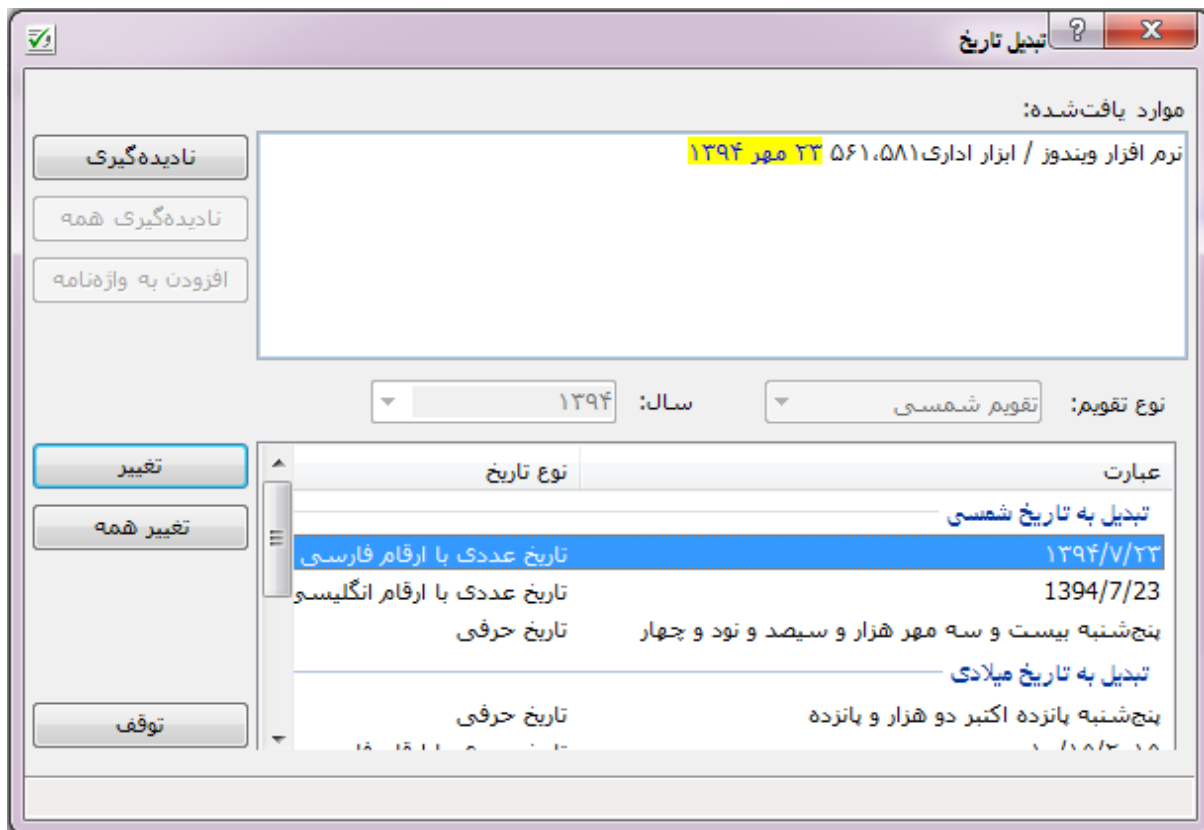 تبدیل تاریخ
موارد یافت‌شده:
نرم افزار ویندوز / ابزار اداری۵۶۱،۵۸۱ ۲۳ مهر ۱۳۹۴
نادیده‌گیری
نادیده‌گیری همه
افزودن به واژه‌نامه
نوع تقویم: تقویم شمسی سال: ۱۳۹۴
عبارت نوع تاریخ
تبدیل به تاریخ شمسی
۱۳۹۴/۷/۲۳ تاریخ عددی با ارقام فارسی
1394/7/23 تاریخ عددی با ارقام انگلیسی
پنج‌شنبه بیست و سه مهر هزار و سیصد و نود و چهار تاریخ حرفی
تبدیل به تاریخ میلادی
پنج‌شنبه پانزده اکتبر دو هزار و پانزده تاریخ حرفی
تغییر
تغییر همه
توقف